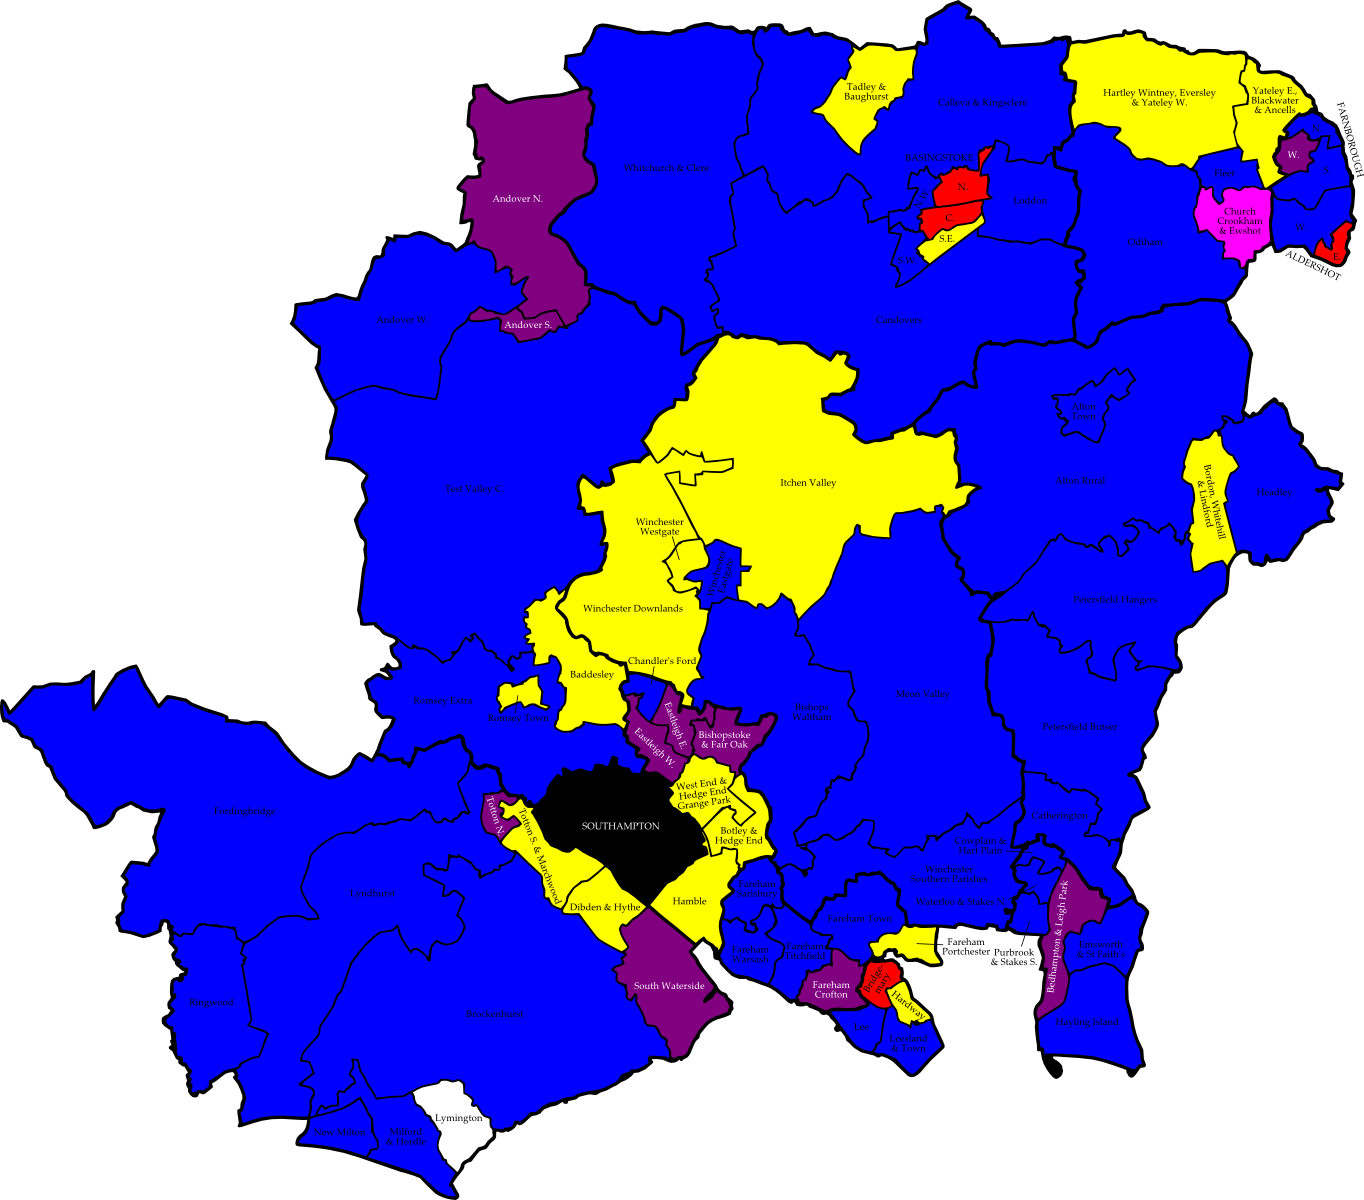 Tadley &
Baughurst
Hartley Wintney, Eversley
& Yateley W.
Yateley E.,
Blackwater
& Ancells
FARNBOROUGH
Calleva & Kingsclere
N.
W.
S.
BASINGSTOKE
Whitchurch & Clere
Fleet
Andover N.
N.W.
N.
Loddon
Church
Crookham
& Ewshot
C.
W.
S.E.
Odiham
E.
S.W.
ALDERSHOT
Andover W.
Andover S.
Candovers
Alton
Town
Itchen Valley
Alton Rural
Bordon, Whitehill
& Lindford
Headley
Test Valley C.
Winchester
Westgate
Winchester
Eastgate
Winchester Downlands
Petersfield Hangers
Chandler's Ford
Baddesley
Romsey Extra
Romsey Town
Meon Valley
Bishops
Waltham
Eastleigh E.
Eastleigh W.
Bishopstoke
& Fair Oak
Petersfield Butser
West End &
Hedge End
Grange Park
Fordingbridge
Totton N.
Totton S. & Marchwood
SOUTHAMPTON
Botley &
Hedge End
Catherington
Cowplain &
Hart Plain
Lyndhurst
Winchester
Southern Parishes
Fareham
Sarisbury
Waterloo & Stakes N.
Bedhampton & Leigh Park
Dibden & Hythe
Hamble
Fareham Town
Fareham
Portchester
Purbrook
& Stakes S.
Emsworth
& St Faith's
Fareham
Warsash
Fareham
Titchfield
Ringwood
South Waterside
Fareham
Crofton
Bridge-
mary
Hardway
Brockenhurst
Lee
Leesland
& Town
Hayling Island
Lymington
New Milton
Milford
& Hordle